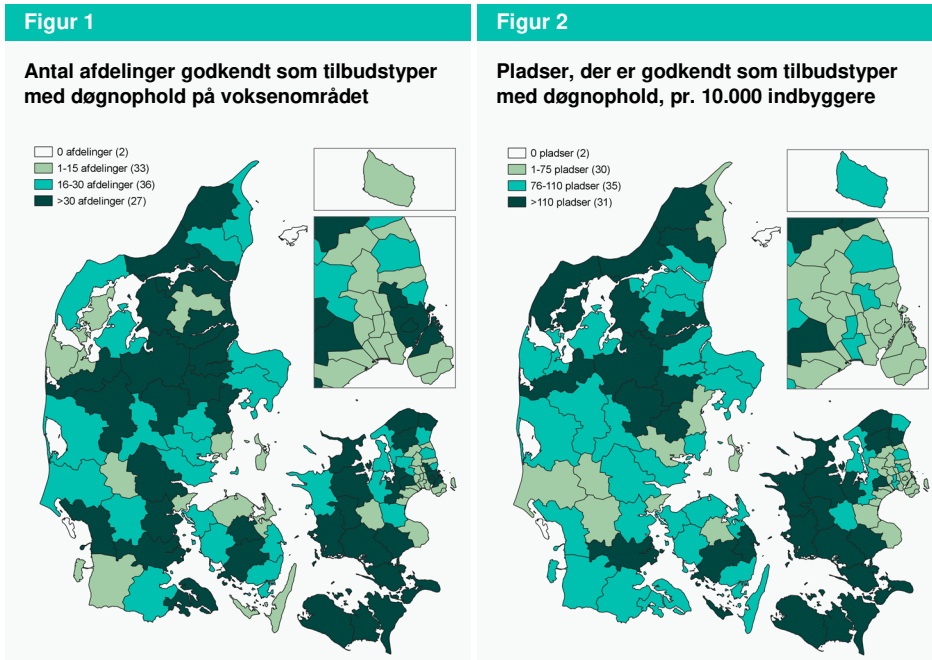 Figur 1
Antal afdelinger godkendt som tilbudstyper
med døgnophold på voksenområdet
0 afdelinger (2)
1-15 afdelinger (33)
16-30 afdelinger (36)
>30 afdelinger (27)
Figur 2
Pladser, der er godkendt som tilbudstyper
med døgnophold, pr. 10.000 indbyggere
0 pladser (2)
1-75 pladser (30)
76-110 pladser (35)
>110 pladser (31)